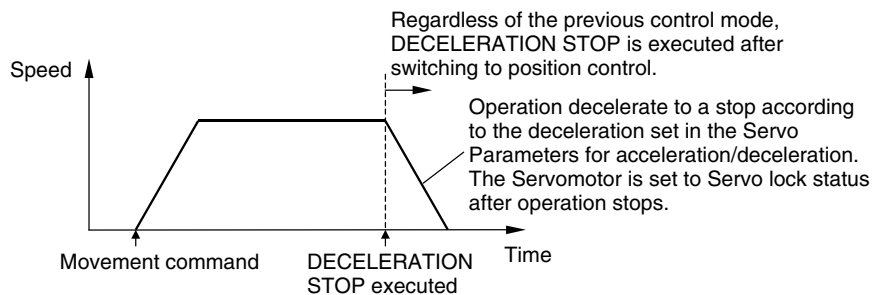 Regardless of the previous control mode,
DECELERATION STOP is executed after
switching to position control.
Speed
Operation decelerate to a stop according
to the deceleration set in the Servo
Parameters for acceleration/deceleration.
The Servomotor is set to Servo lock status
after operation stops.
Time
Movement command
DECELERATION
STOP executed